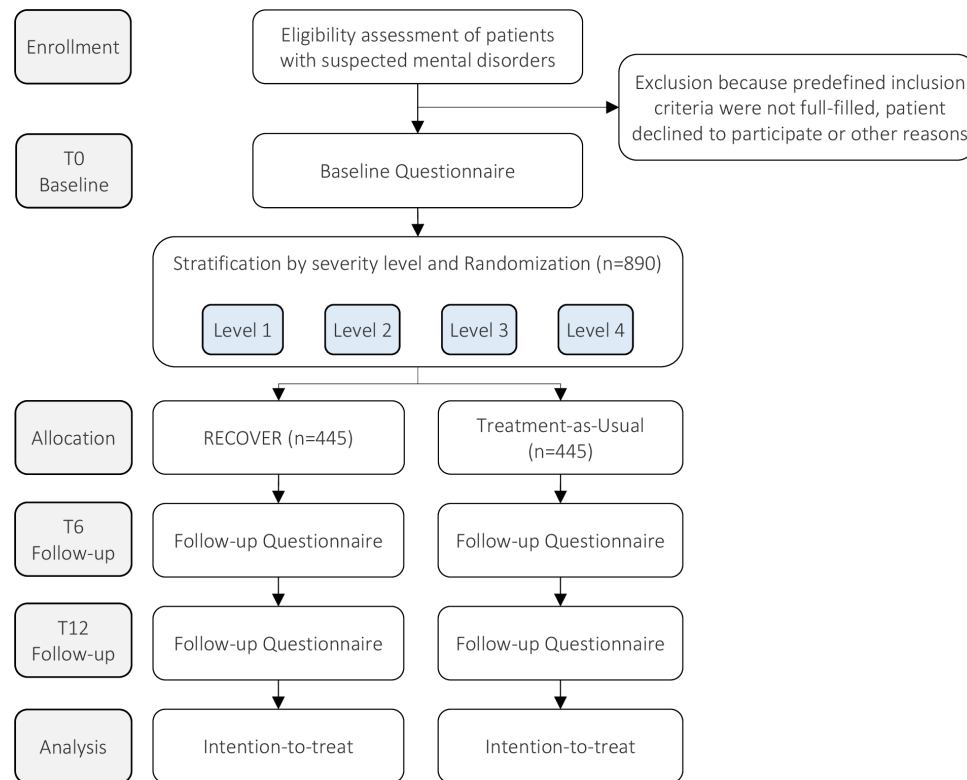 Enrollment
Eligibility assessment of patients
with suspected mental disorders
Exclusion because predefined inclusion
criteria were not full-filled, patient
declined to participate or other reasons
T0
Baseline
Baseline Questionnaire
Stratification by severity level and Randomization (n=890)
Level 1
Level 2
Level 3
Level 4
Allocation
RECOVER (n=445)
Treatment-as-Usual
(n=445)
T6
Follow-up
Follow-up Questionnaire
Follow-up Questionnaire
T12
Follow-up
Follow-up Questionnaire
Follow-up Questionnaire
Analysis
Intention-to-treat
Intention-to-treat